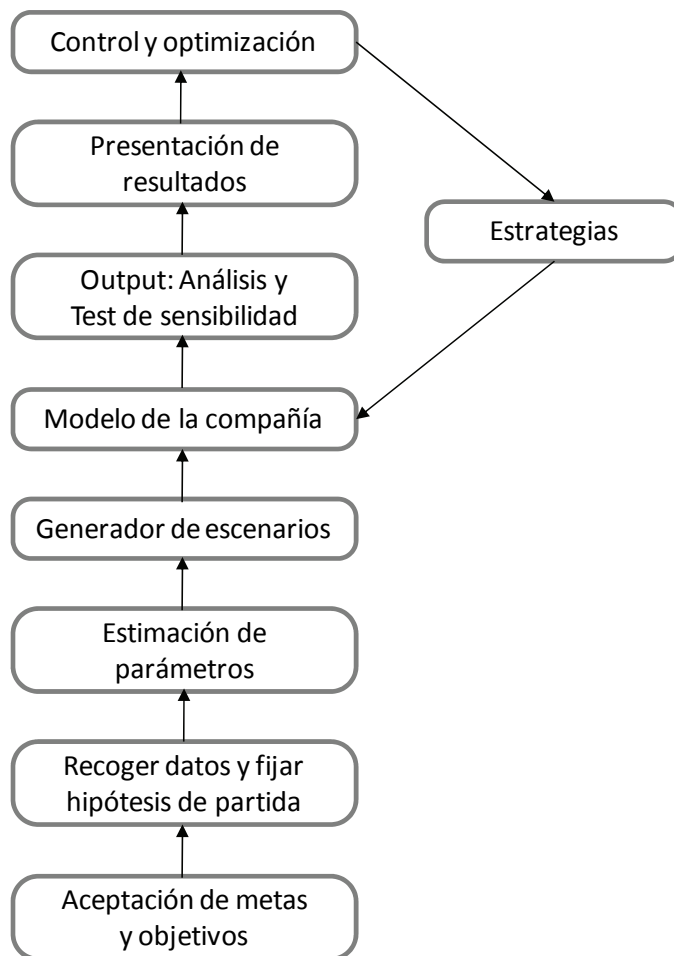 Control y optimización
Presentación de
resultados
Estrategias
Output: Análisis y
Test de sensibilidad
Modelo de la compañía
Generador de escenarios
Estimación de
parámetros
Recoger datos y fijar
hipótesis de partida
Aceptación de metas
y objetivos